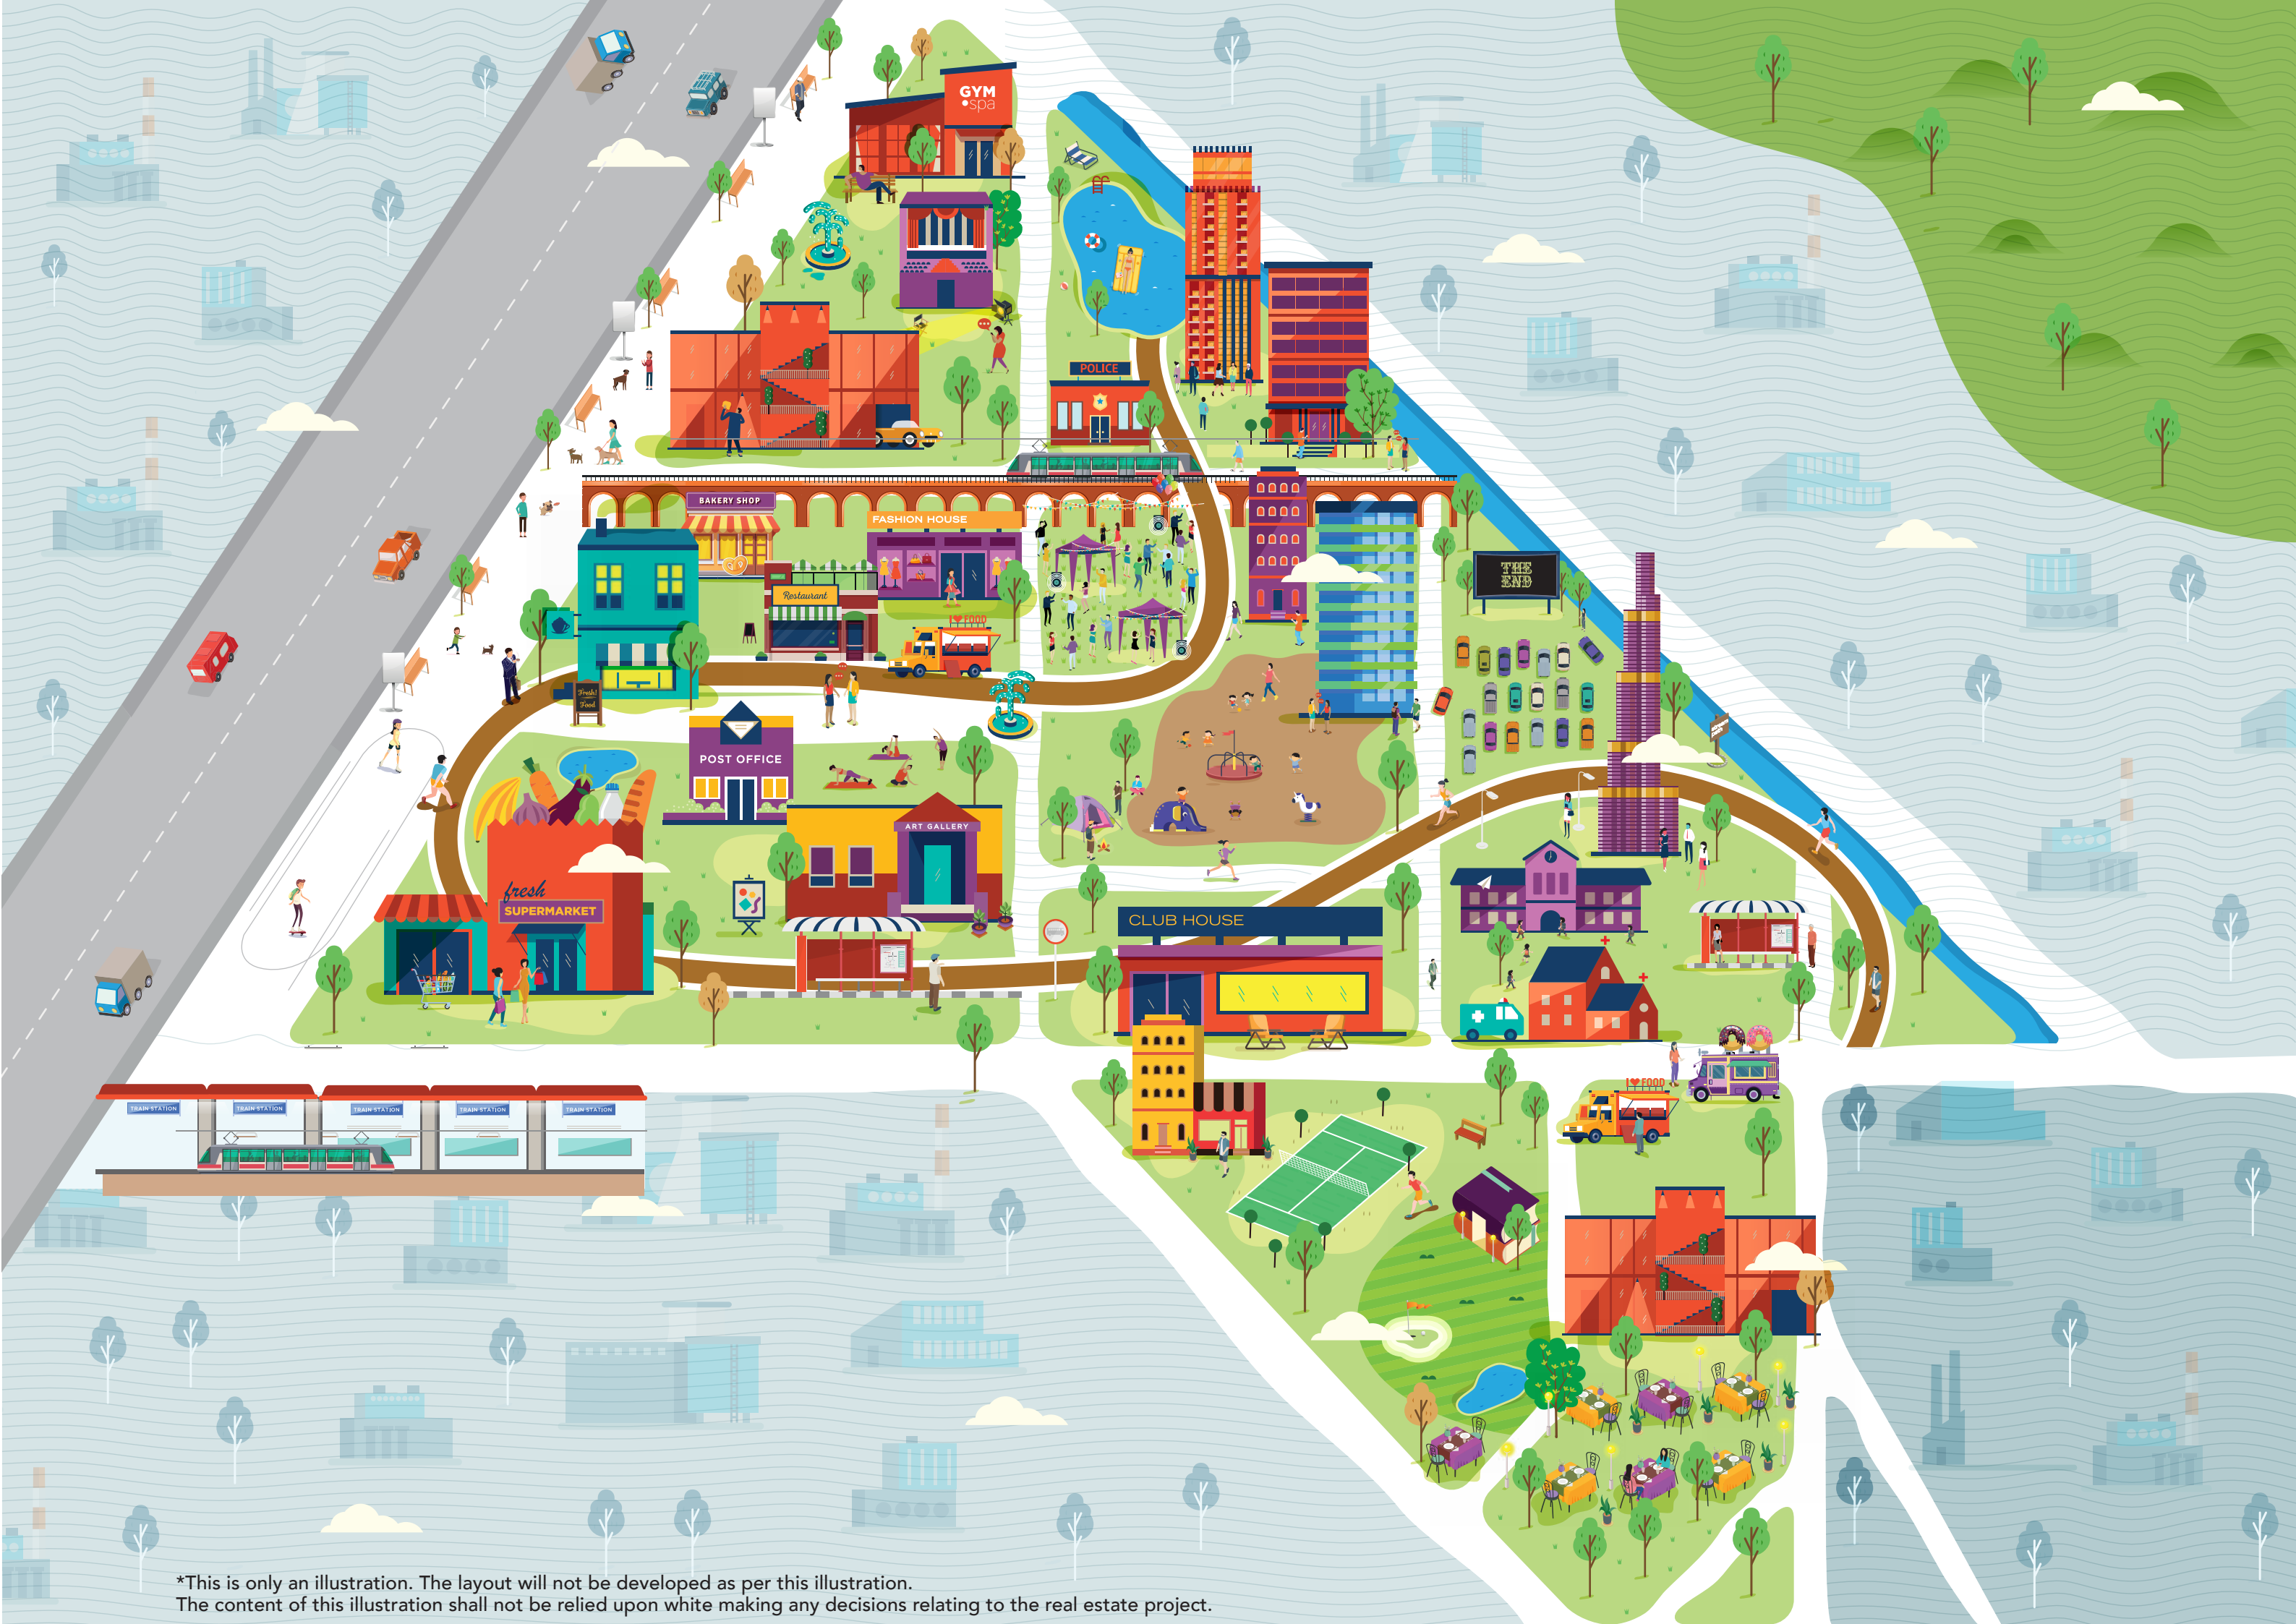 GYM
spa
POLICE
BAKERY SHOP
FASHION HOUSE
Restaurant
I ♥ FOOD
THE
END
Fresh!
Food
POST OFFICE
ART GALLERY
fresh
SUPERMARKET
CLUB HOUSE
I ♥ FOOD
TRAIN STATION
TRAIN STATION
TRAIN STATION
TRAIN STATION
TRAIN STATION
*This is only an illustration. The layout will not be developed as per this illustration.
The content of this illustration shall not be relied upon white making any decisions relating to the real estate project.